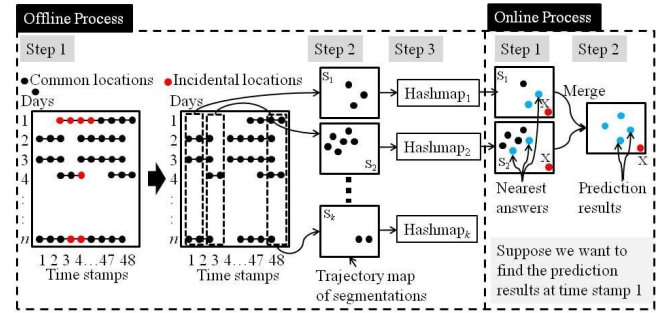 Offline Process
Online Process
Step 1
Step 2
Step 3
Step 1
Step 2
Common locations
Incidental locations
Days
1
2
3
4
:
:
n
1 2 3 4…47 48
Time stamps
Days
1
2
3
4
:
:
n
1 2 3 4…47 48
Time stamps
S1
S2
Sk
Trajectory map
of segmentations
Hashmap1
Hashmap2
Hashmapk
S1
X
S2
X
Merge
X
Nearest
answers
Prediction
results
Suppose we want to
find the prediction
results at time stamp 1